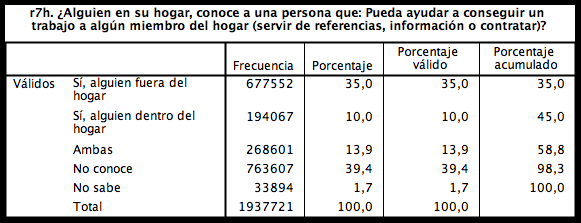 r7h. ¿Alguien en su hogar, conoce a una persona que: Pueda ayudar a conseguir un
trabajo a algún miembro del hogar (servir de referencias, información o contratar)?
Frecuencia Porcentaje Porcentaje válido Porcentaje acumulado
Válidos Sí, alguien fuera del hogar 677552 35,0 35,0 35,0
Sí, alguien dentro del hogar 194067 10,0 10,0 45,0
Ambas 268601 13,9 13,9 58,8
No conoce 763607 39,4 39,4 98,3
No sabe 33894 1,7 1,7 100,0
Total 1937721 100,0 100,0